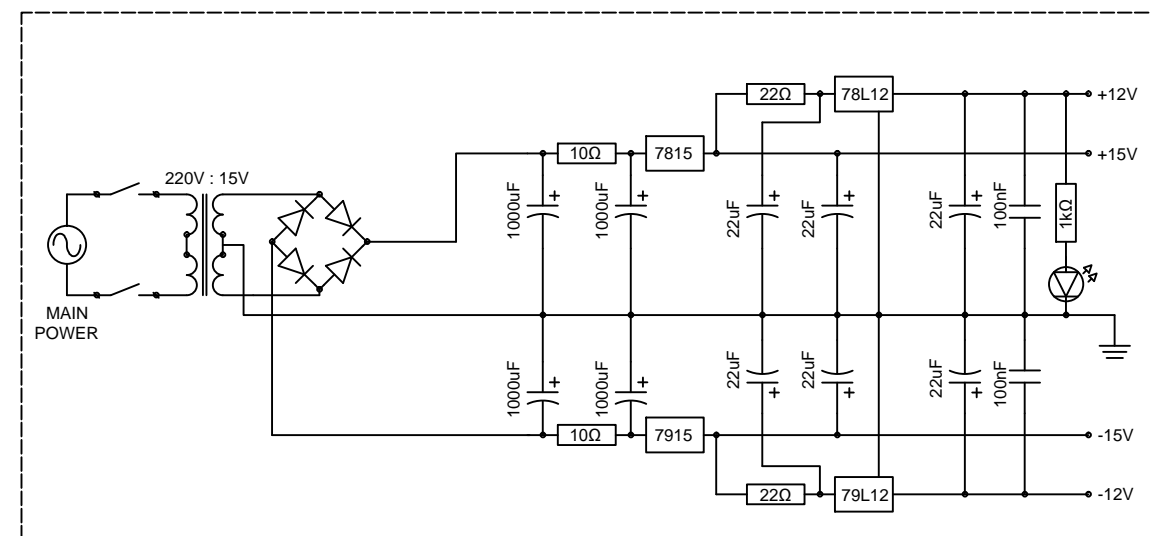 22Ω
78L12
+12V
10Ω
7815
+15V
220V : 15V
1000uF
+
1000uF
+
22uF
+
22uF
+
22uF
+
100nF
1kΩ
MAIN
POWER
1000uF
+
1000uF
+
22uF
+
22uF
+
22uF
+
100nF
10Ω
7915
-15V
22Ω
79L12
-12V